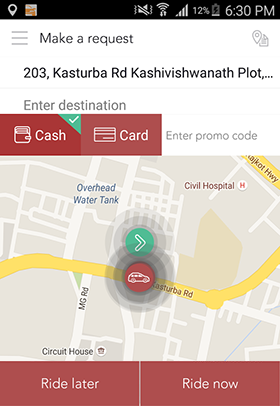 12% 6:30 PM
Make a request
203, Kasturba Rd Kashivishwanath Plot,...
Enter destination
Cash Card Enter promo code
Civil Hospital H
Rajkot Hwy
Overhead
Water Tank
Kasturba Rd
MG Rd
Circuit House
Ride later Ride now